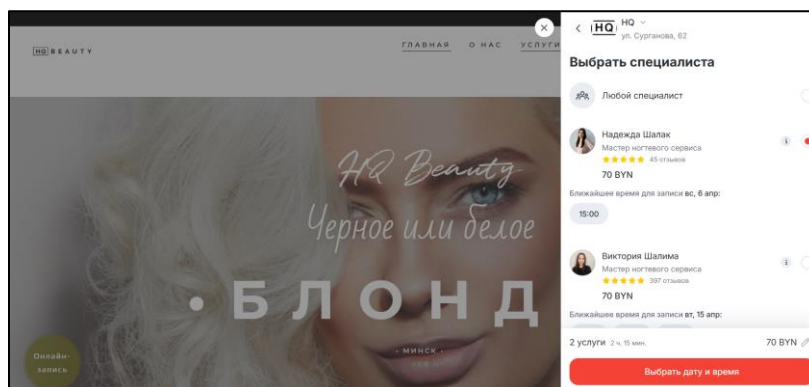 HQ BEAUTY
ГЛАВНАЯ О НАС УСЛУГИ
HQ Beauty
Черное или белое
• БЛОНД
- МИНСК -
Онлайн-
запись
HQ HQ
ул. Сурганова, 62
Выбрать специалиста
Любой специалист
Надежда Шалак
Мастер ногтевого сервиса
45 отзывов
70 BYN
Ближайшее время для записи вс, 6 апр:
15:00
Виктория Шалима
Мастер ногтевого сервиса
397 отзывов
70 BYN
Ближайшее время для записи вт, 15 апр:
2 услуги 2 ч. 15 мин. 70 BYN
Выбрать дату и время